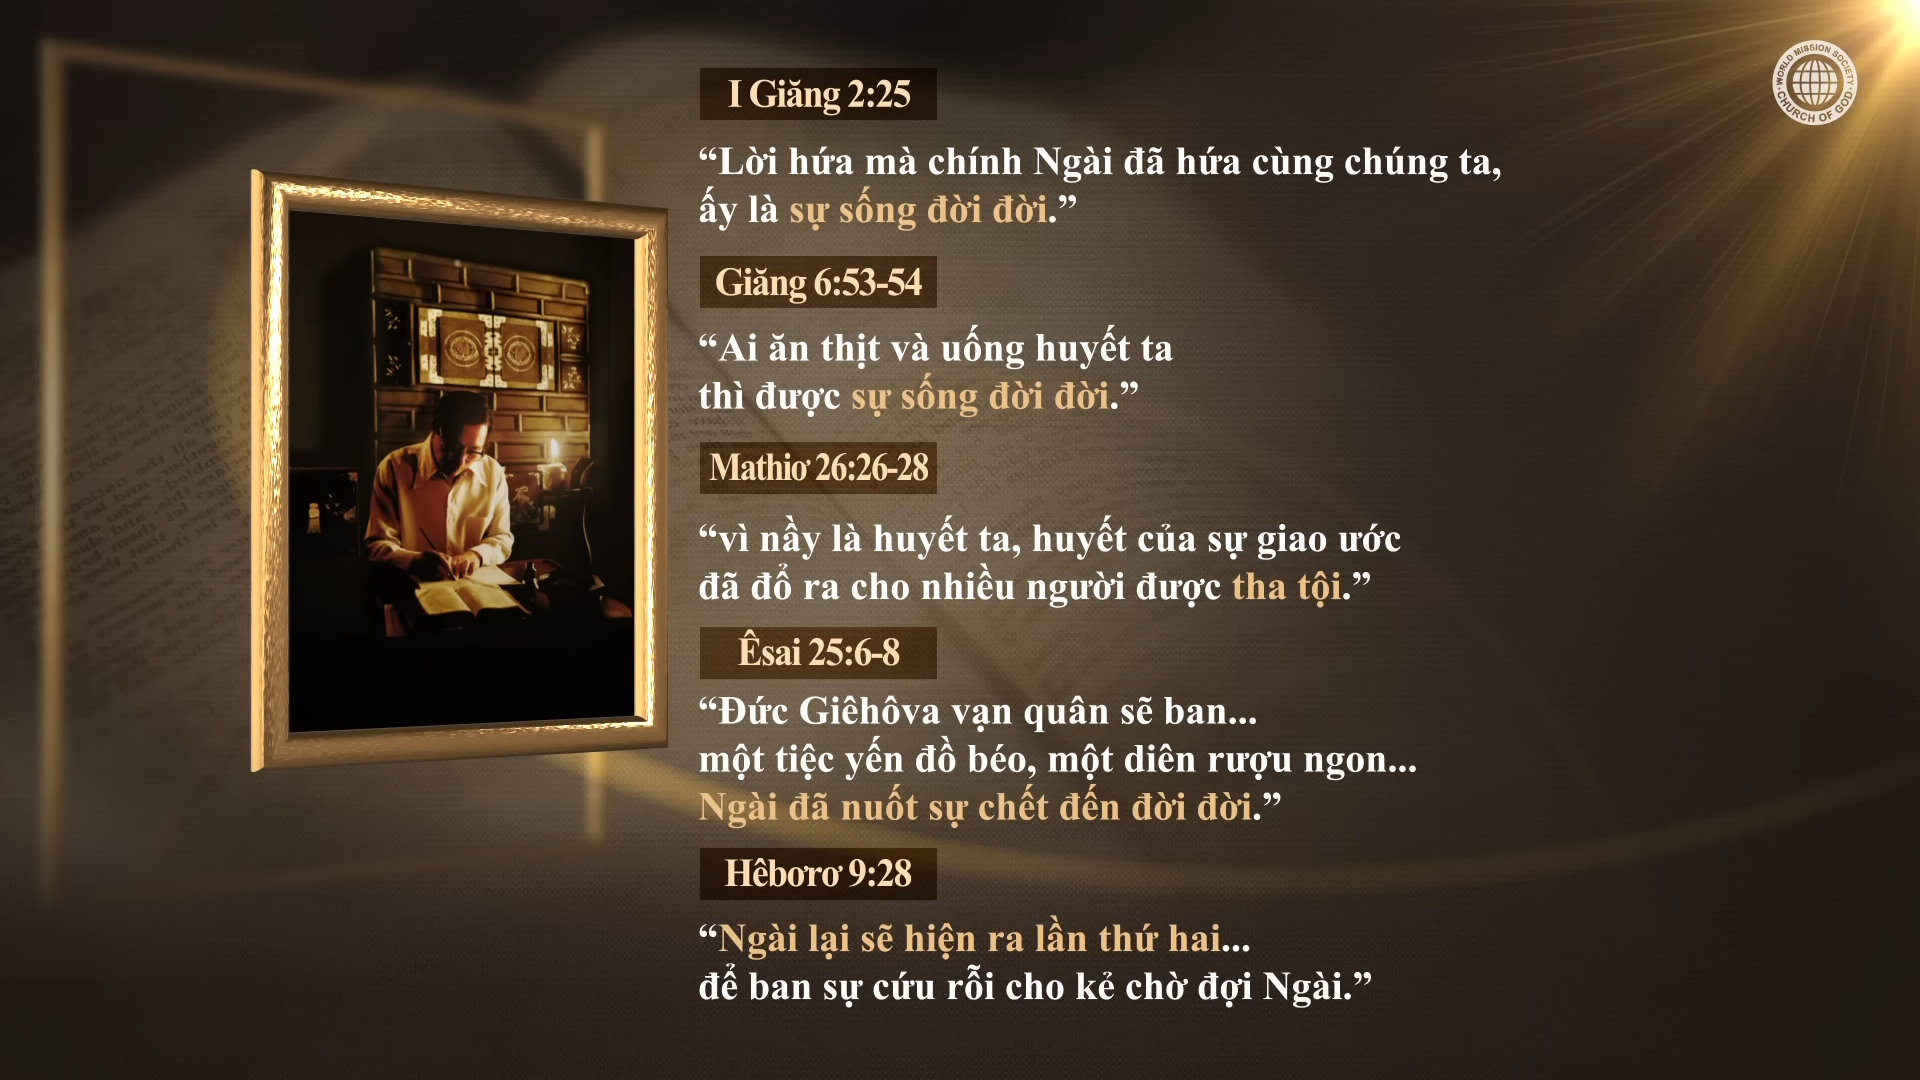 WORLD MISSION SOCIETY
CHURCH OF GOD
I Giăng 2:25
“Lời hứa mà chính Ngài đã hứa cùng chúng ta,
ấy là sự sống đời đời.”
Giăng 6:53-54
“Ai ăn thịt và uống huyết ta
thì được sự sống đời đời.”
Mathiơ 26:26-28
“vì nầy là huyết ta, huyết của sự giao ước
đã đổ ra cho nhiều người được tha tội.”
Êsai 25:6-8
“Đức Giêhôva vạn quân sẽ ban...
một tiệc yến đồ béo, một diên rượu ngon...
Ngài đã nuốt sự chết đến đời đời.”
Hêbơrơ 9:28
“Ngài lại sẽ hiện ra lần thứ hai...
để ban sự cứu rỗi cho kẻ chờ đợi Ngài.”